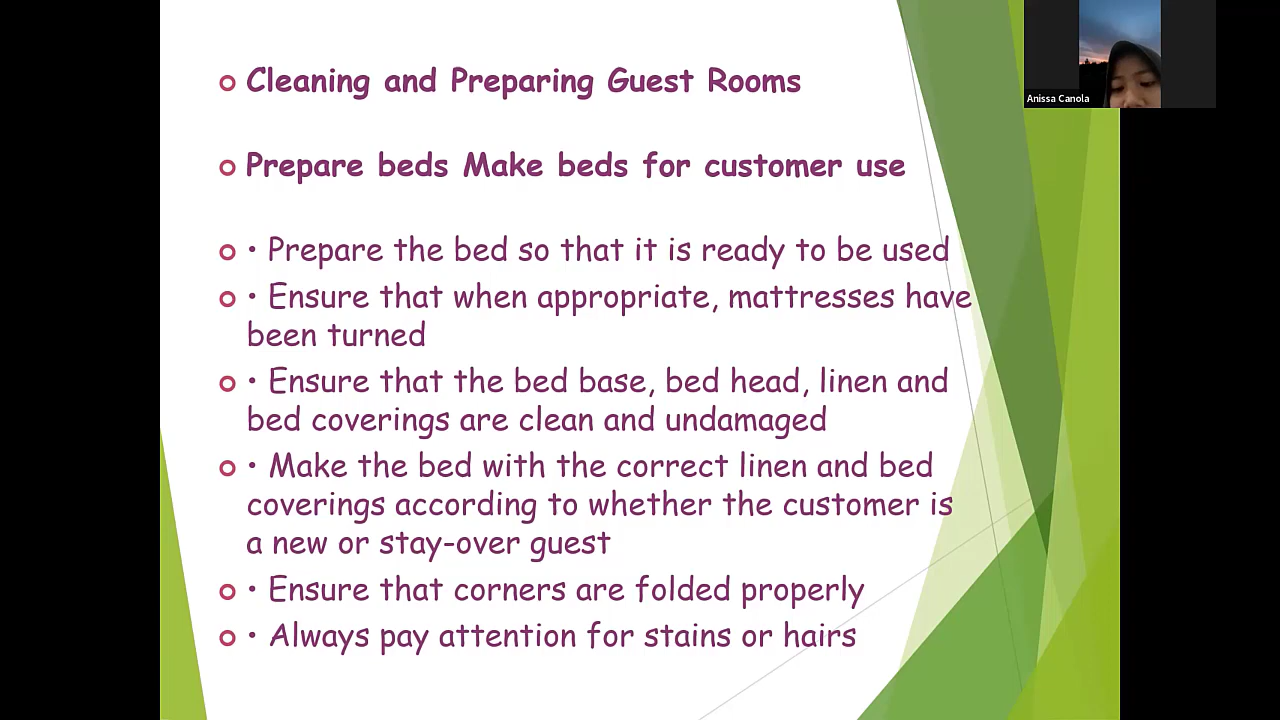 Cleaning and Preparing Guest Rooms
Prepare beds Make beds for customer use
• Prepare the bed so that it is ready to be used
• Ensure that when appropriate, mattresses have
been turned
• Ensure that the bed base, bed head, linen and
bed coverings are clean and undamaged
• Make the bed with the correct linen and bed
coverings according to whether the customer is
a new or stay-over guest
• Ensure that corners are folded properly
• Always pay attention for stains or hairs
Anissa Canola